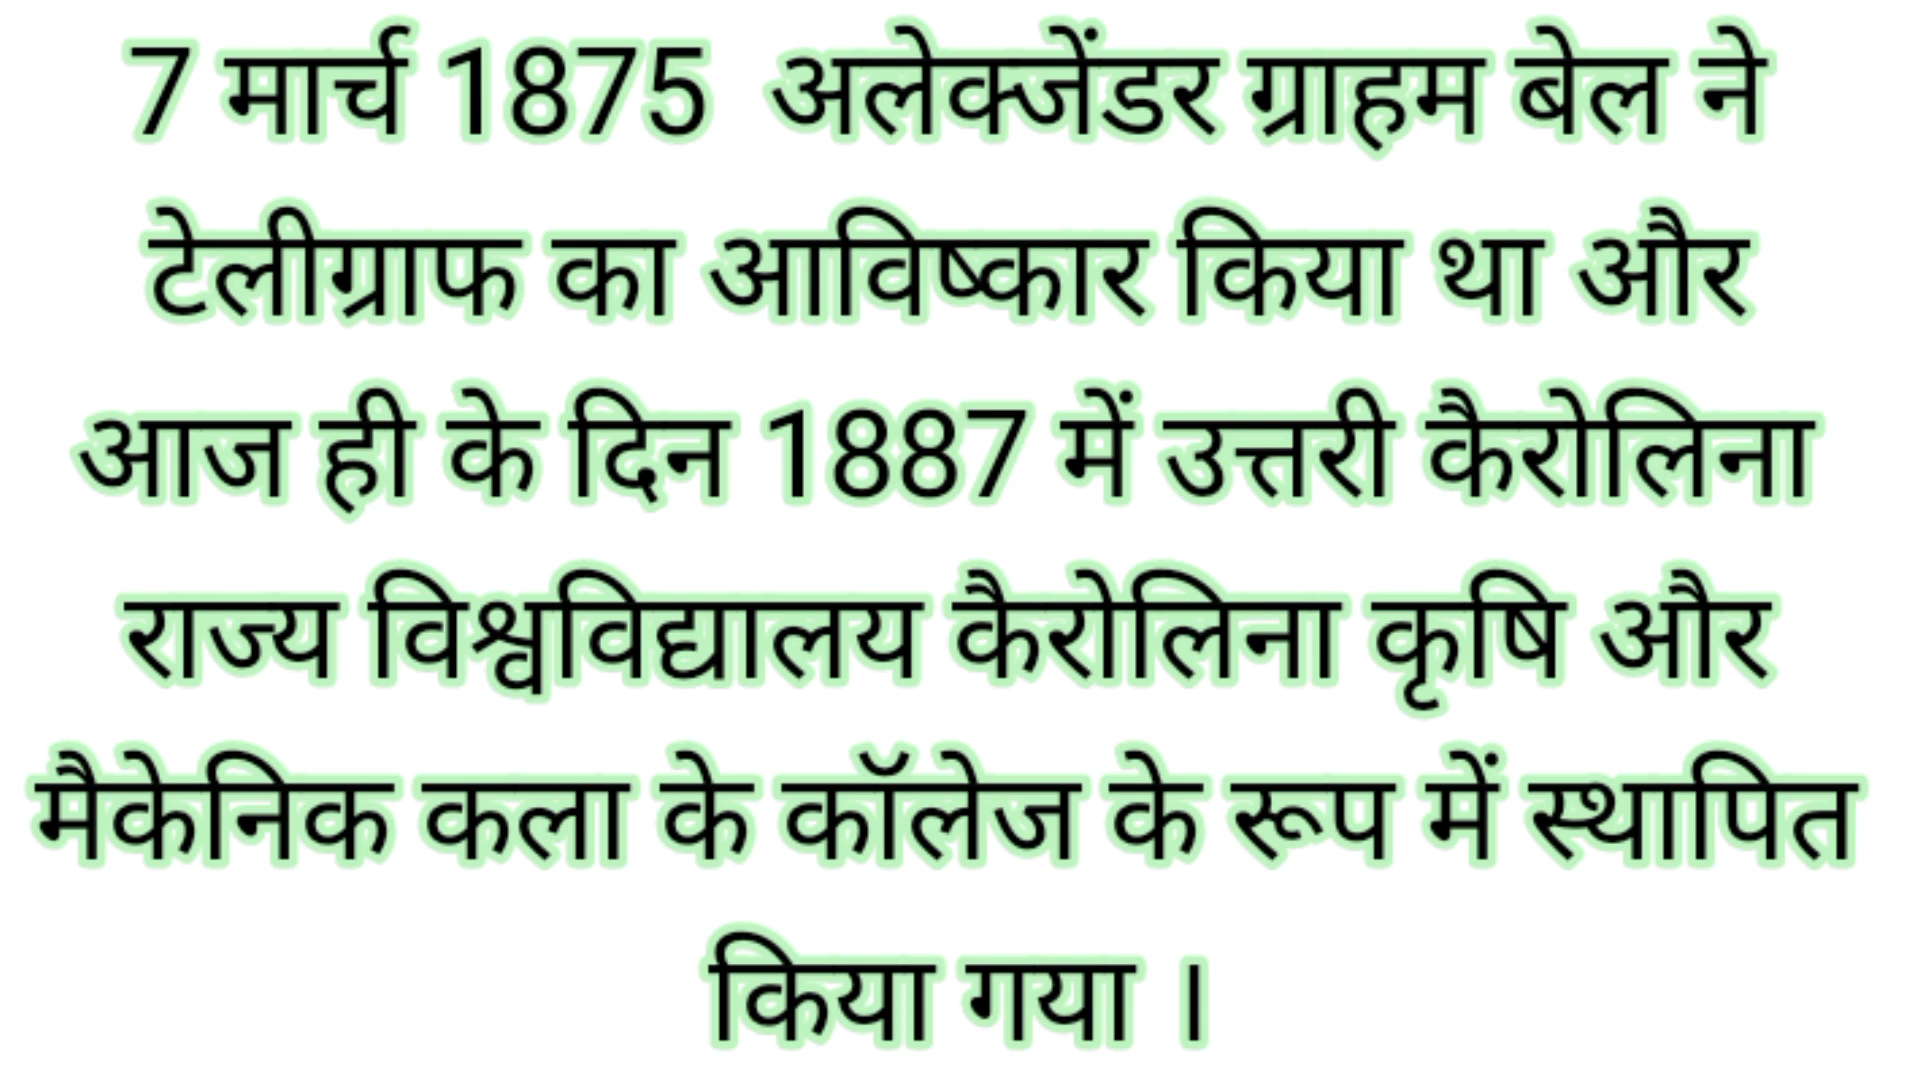 7 मार्च 1875 अलेक्जेंडर ग्राहम बेल ने
टेलीग्राफ का आविष्कार किया था और
आज ही के दिन 1887 में उत्तरी कैरोलिना
राज्य विश्वविद्यालय कैरोलिना कृषि और
मैकेनिक कला के कॉलेज के रूप में स्थापित
किया गया ।